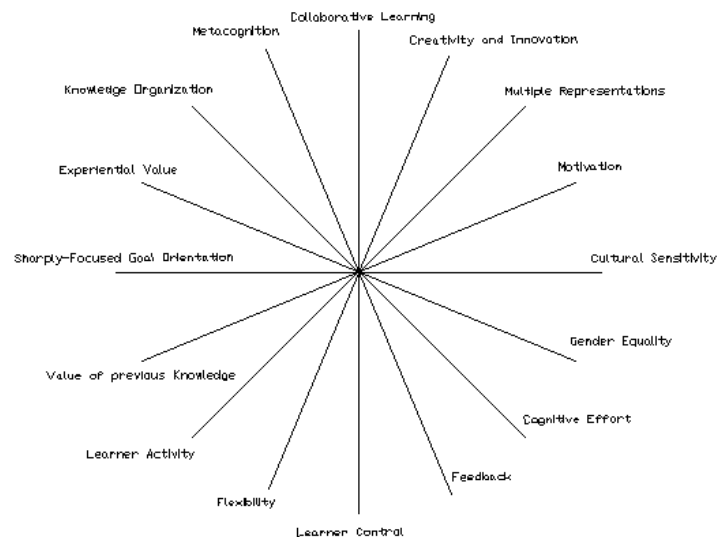 Collaborative Learning
Metacognition
Creativity and Innovation
Knowledge Organization
Multiple Representations
Experiential Value
Motivation
Sharply-Focused Goal Orientation
Cultural Sensitivity
Gender Equality
Value of previous Knowledge
Cognitive Effort
Learner Activity
Feedback
Flexibility
Learner Control